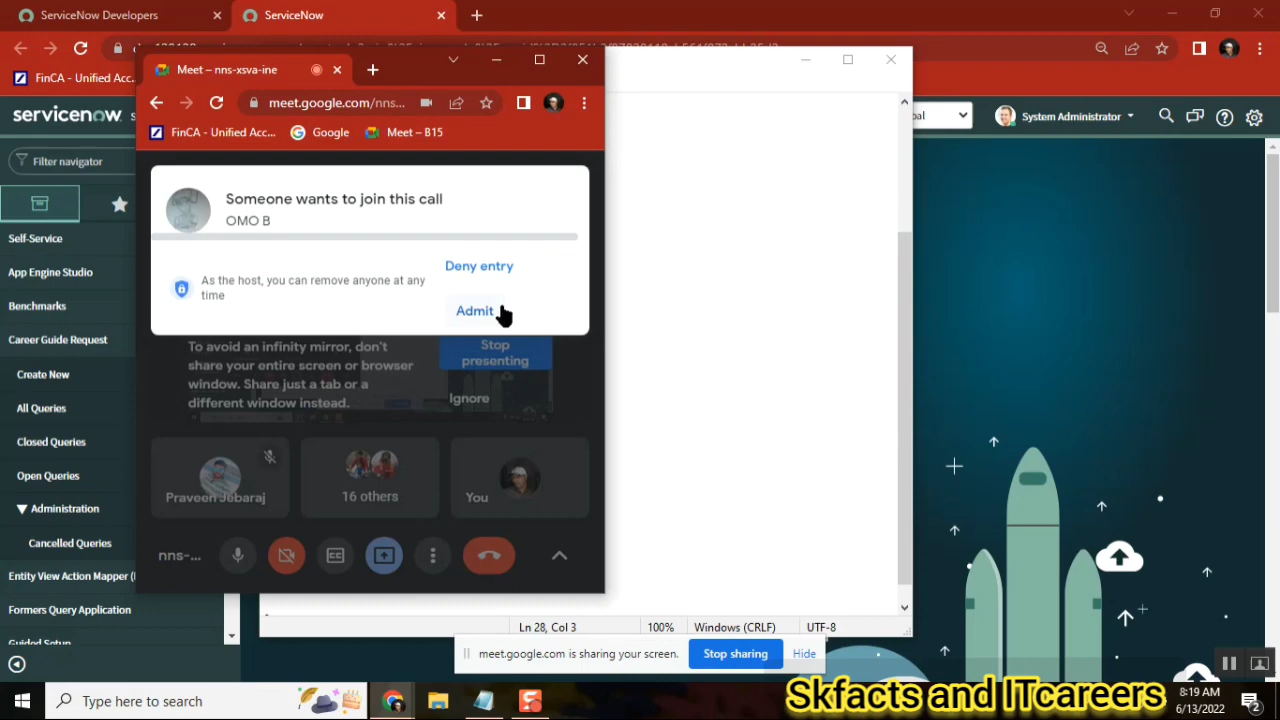 ServiceNow Developers
ServiceNow
FinCA - Unified Acc
Meet – nns-xsva-ine
meet.google.com/nns...
FinCA - Unified Acc...
Google
Meet – B15
servicenow
bal
System Administrator
Filter navigator
Someone wants to join this call
OMO B
Deny entry
As the host, you can remove anyone at any
time
Admit
To avoid an infinity mirror, don't
share your entire screen or browser
window. Share just a tab or a
different window instead.
Stop
presenting
Ignore
Praveen Jebaraj
16 others
You
nns-...
Self-Service
App Engine Studio
Benchmarks
Career Guide Request
Create New
All Queries
Closed Queries
Open Queries
Administration
Cancelled Queries
Entity View Action Mapper (
Formers Query Application
Guided Setup
Ln 28, Col 3
100%
Windows (CRLF)
UTF-8
meet.google.com is sharing your screen.
Stop sharing
Hide
Type here to search
Skfacts and ITcareers
8:19 AM
6/13/2022
2